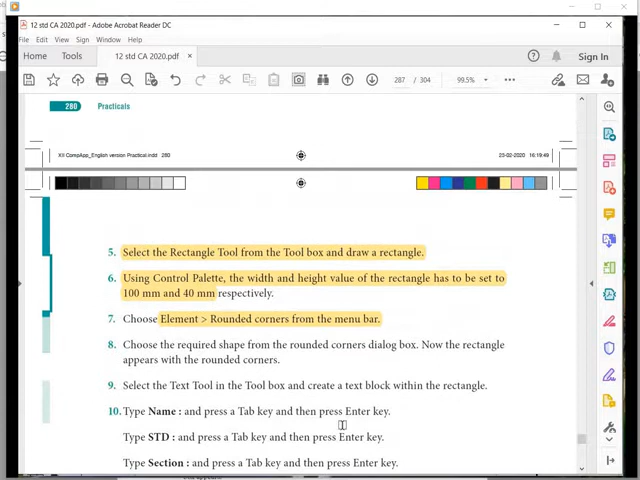 12 std CA 2020.pdf - Adobe Acrobat Reader DC
File Edit View Sign Window Help
Home Tools 12 std CA 2020.pdf × Sign In
287 / 304 99.5%
280 Practicals
XII CompApp_English version Practical.indd 280 23-02-2020 16:19:49
5. Select the Rectangle Tool from the Tool box and draw a rectangle.
6. Using Control Palette, the width and height value of the rectangle has to be set to
100 mm and 40 mm respectively.
7. Choose Element > Rounded corners from the menu bar.
8. Choose the required shape from the rounded corners dialog box. Now the rectangle
appears with the rounded corners.
9. Select the Text Tool in the Tool box and create a text block within the rectangle.
10. Type Name : and press a Tab key and then press Enter key.
Type STD : and press a Tab key and then press Enter key.
Type Section : and press a Tab key and then press Enter key.